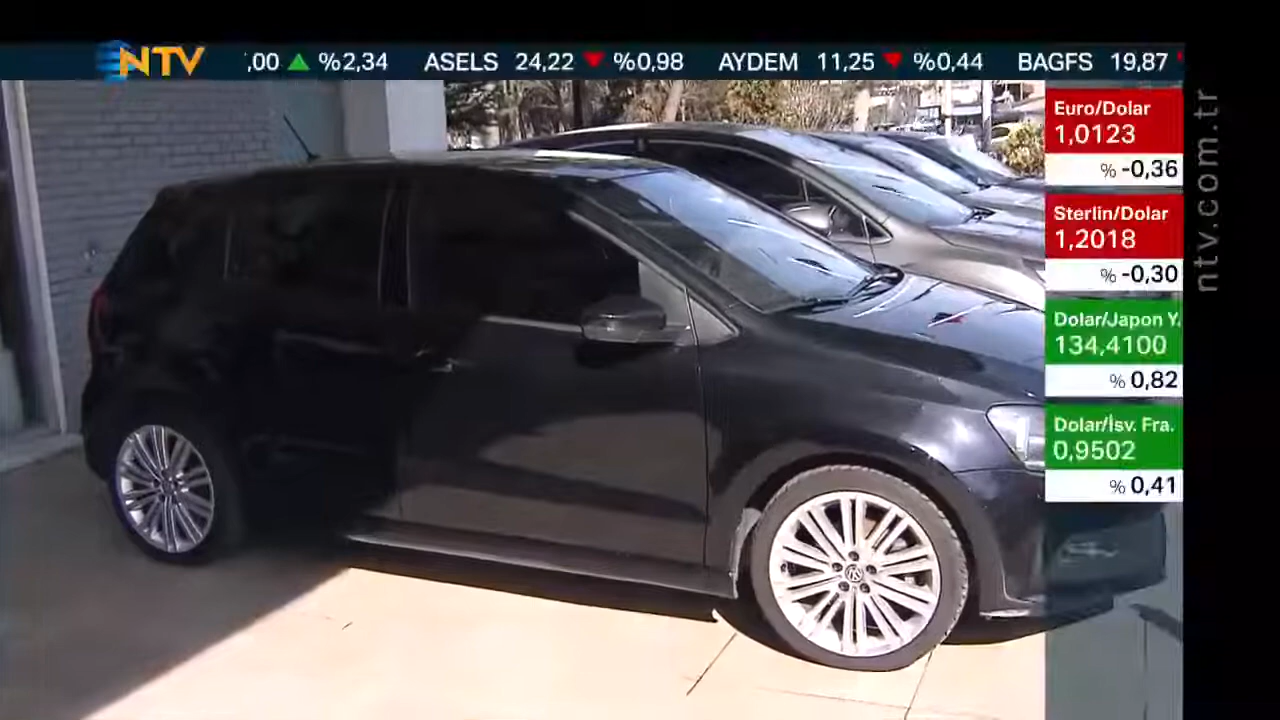 NTV ,00 %2,34 ASELS 24,22 %0,98 AYDEM 11,25 %0,44 BAGFS 19,87
Euro/Dolar
1,0123
% -0,36
Sterlin/Dolar
1,2018
% -0,30
Dolar/Japon Y.
134,4100
% 0,82
Dolar/İsv. Fra.
0,9502
% 0,41
ntv.com.tr